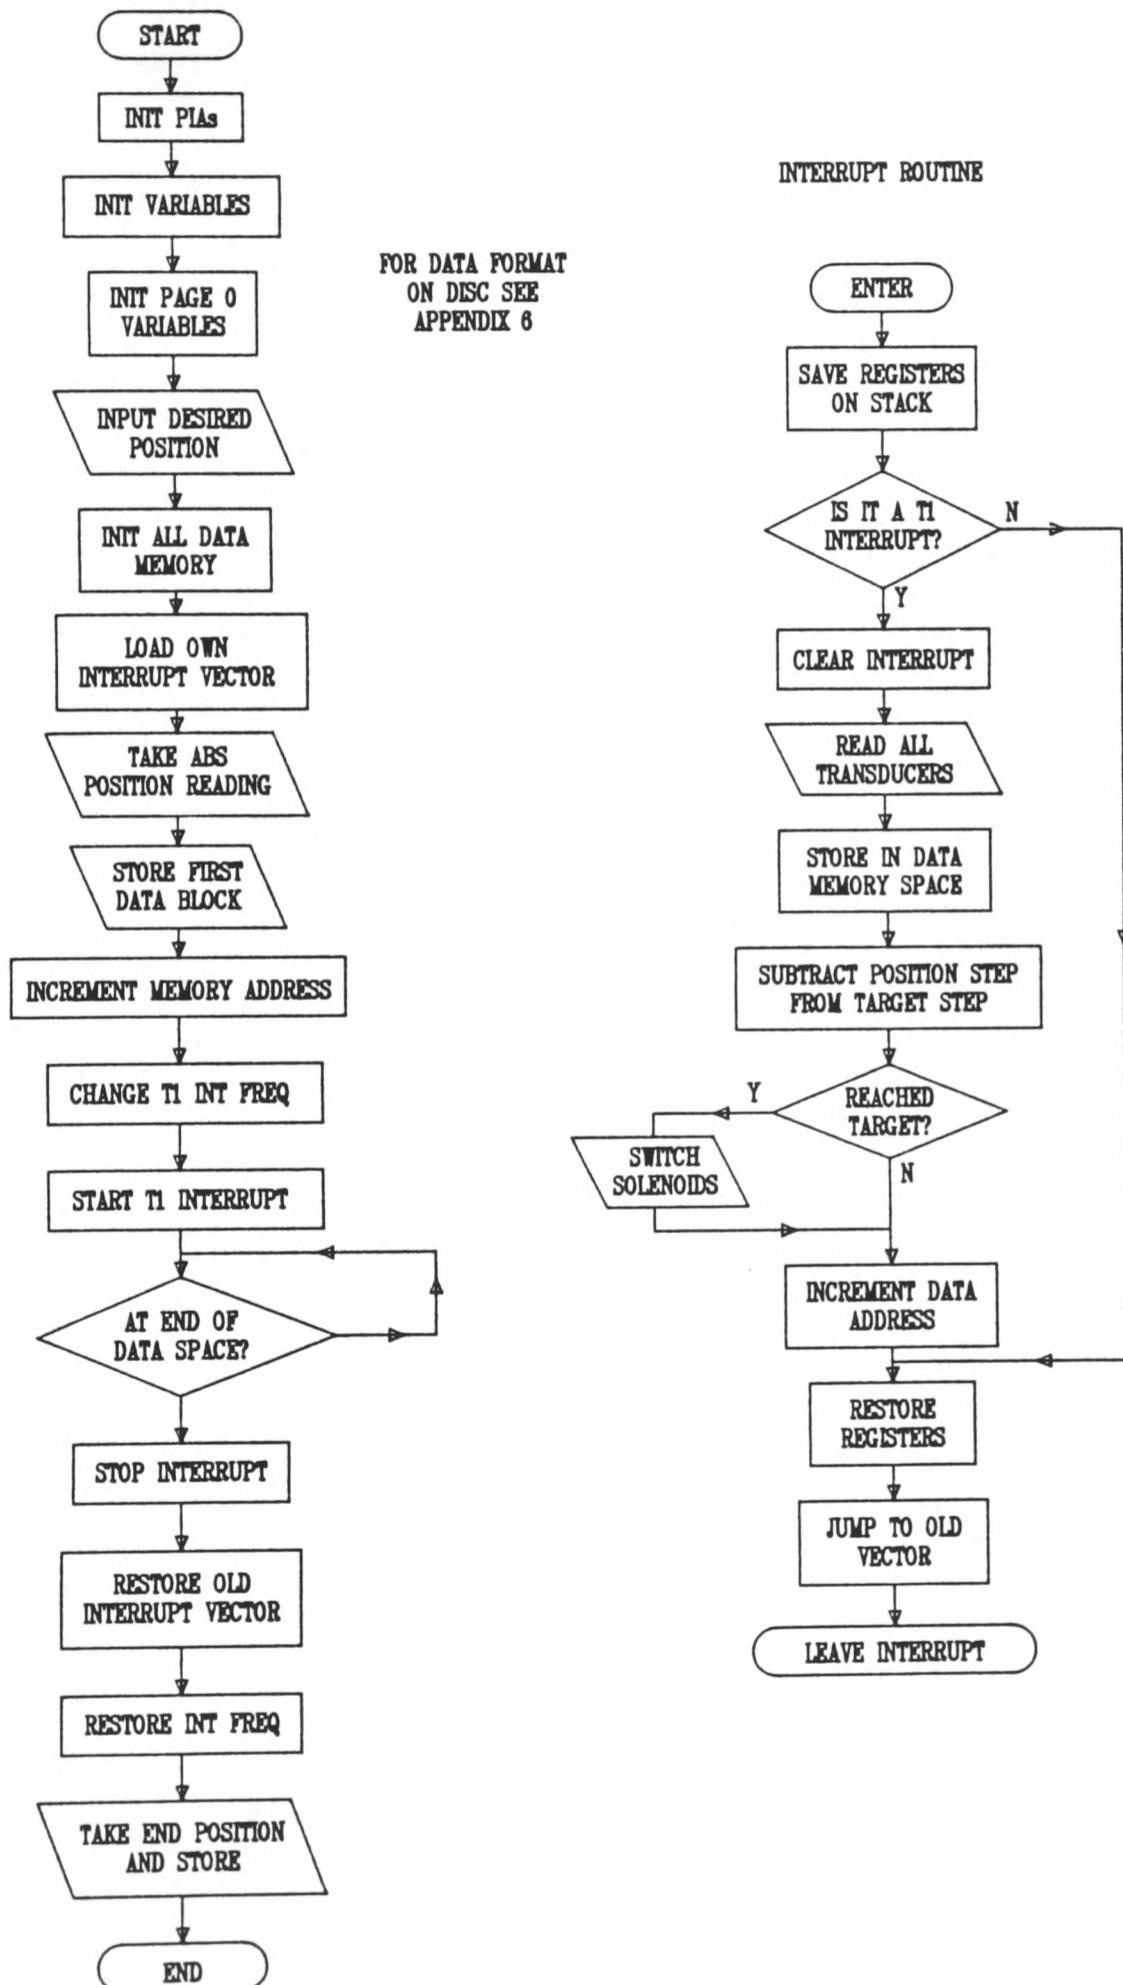 START
INIT PIAs
INIT VARIABLES
INIT PAGE 0
VARIABLES
INPUT DESIRED
POSITION
INIT ALL DATA
MEMORY
LOAD OWN
INTERRUPT VECTOR
TAKE ABS
POSITION READING
STORE FIRST
DATA BLOCK
INCREMENT MEMORY ADDRESS
CHANGE T1 INT FREQ
START T1 INTERRUPT
AT END OF
DATA SPACE?
STOP INTERRUPT
RESTORE OLD
INTERRUPT VECTOR
RESTORE INT FREQ
TAKE END POSITION
AND STORE
END
FOR DATA FORMAT
ON DISC SEE
APPENDIX 6
INTERRUPT ROUTINE
ENTER
SAVE REGISTERS
ON STACK
IS IT A T1
INTERRUPT?
N
Y
CLEAR INTERRUPT
READ ALL
TRANSDUCERS
STORE IN DATA
MEMORY SPACE
SUBTRACT POSITION STEP
FROM TARGET STEP
REACHED
TARGET?
Y
N
SWITCH
SOLENOIDS
INCREMENT DATA
ADDRESS
RESTORE
REGISTERS
JUMP TO OLD
VECTOR
LEAVE INTERRUPT